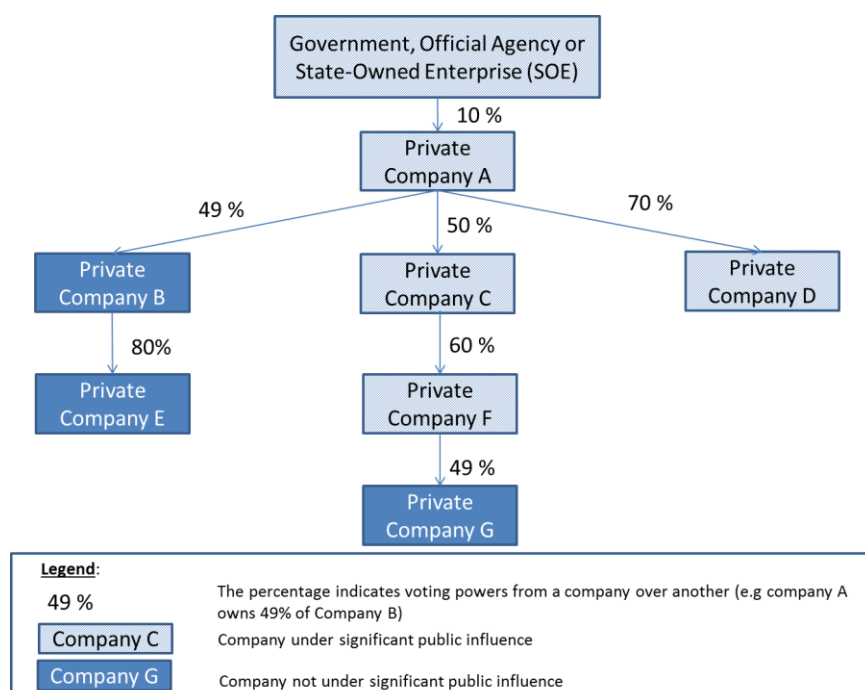 Government, Official Agency or
State-Owned Enterprise (SOE)
10 %
Private
Company A
49 %
50 %
70 %
Private
Company B
Private
Company C
Private
Company D
80%
60 %
Private
Company E
Private
Company F
49 %
Private
Company G
Legend:
49 %
The percentage indicates voting powers from a company over another (e.g company A
owns 49% of Company B)
Company C
Company under significant public influence
Company G
Company not under significant public influence